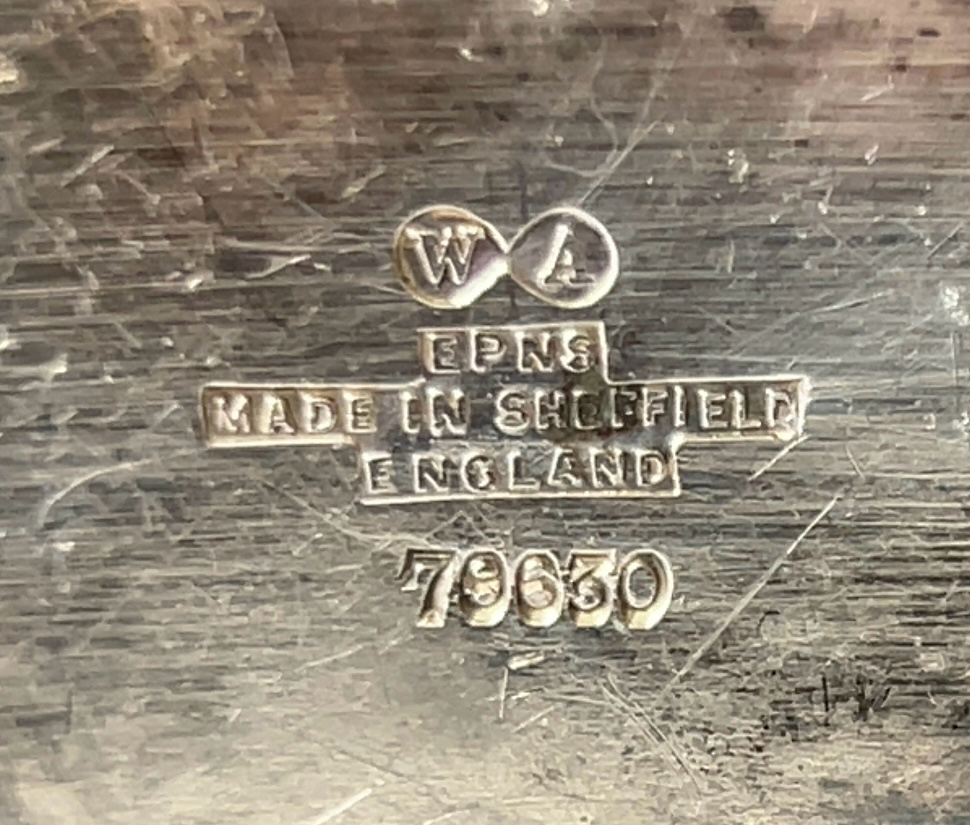 W A
EPNS
MADE IN SHEFFIELD
ENGLAND
79630